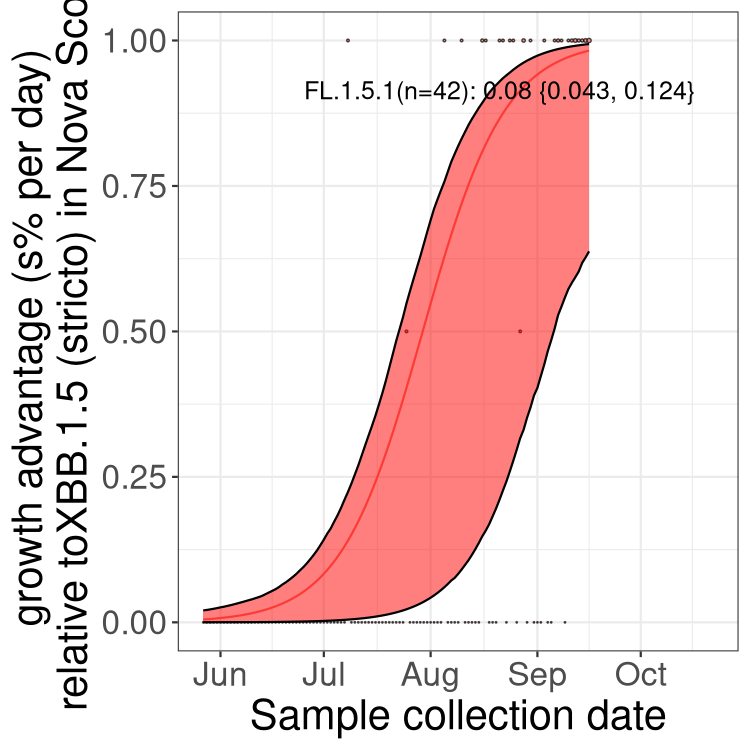 growth advantage (s% per day)
relative toXBB.1.5 (stricto) in Nova Sco
1.00
0.75
0.50
0.25
0.00
FL.1.5.1(n=42): 0.08 {0.043, 0.124}
Jun Jul Aug Sep Oct
Sample collection date